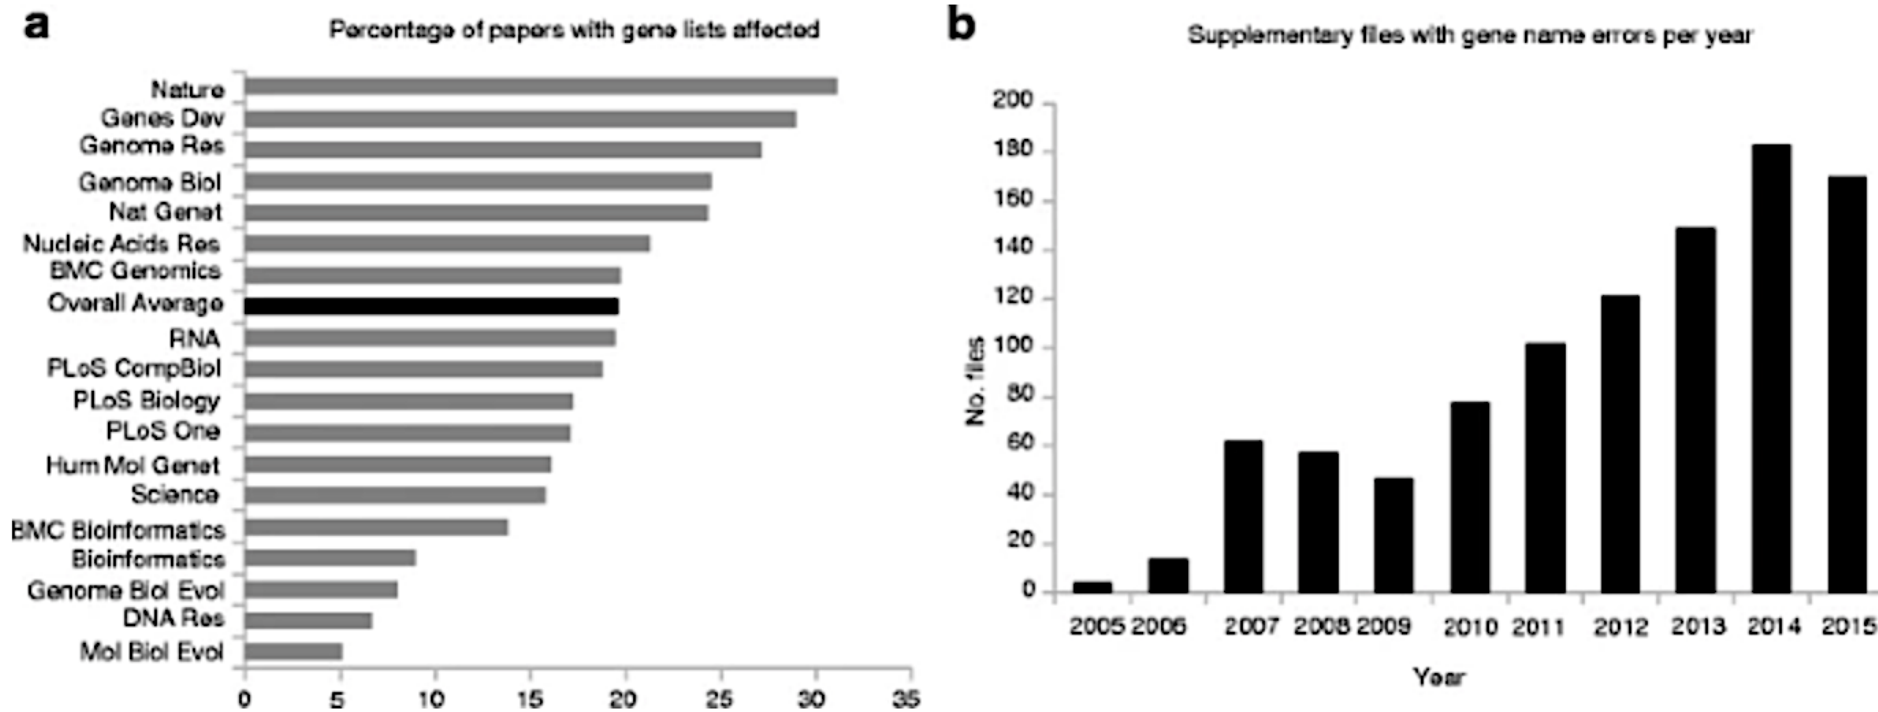 a
Percentage of papers with gene lists affected
Nature
Genes Dev
Genome Res
Genome Biol
Nat Genet
Nucleic Acids Res
BMC Genomics
Overall Average
RNA
PLoS CompBiol
PLoS Biology
PLoS One
Hum Mol Genet
Science
BMC Bioinformatics
Bioinformatics
Genome Biol Evol
DNA Res
Mol Biol Evol
0 5 10 15 20 25 30 35
b
Supplementary files with gene name errors per year
200
180
160
140
120
100
80
60
40
20
0
No. files
2005 2006 2007 2008 2009 2010 2011 2012 2013 2014 2015
Year